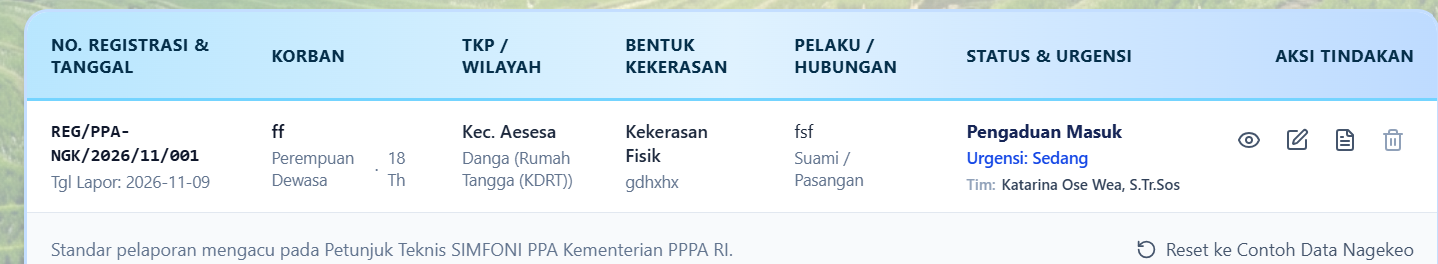 NO. REGISTRASI &
TANGGAL
KORBAN
TKP /
WILAYAH
BENTUK
KEKERASAN
PELAKU /
HUBUNGAN
STATUS & URGENSI
AKSI TINDAKAN
REG/PPA-
NGK/2026/11/001
Tgl Lapor: 2026-11-09
ff
Perempuan
Dewasa
·
18
Th
Kec. Aesesa
Danga (Rumah
Tangga (KDRT))
Kekerasan
Fisik
gdhxhx
fsf
Suami /
Pasangan
Pengaduan Masuk
Urgensi: Sedang
Tim: Katarina Ose Wea, S.Tr.Sos
Standar pelaporan mengacu pada Petunjuk Teknis SIMFONI PPA Kementerian PPPA RI.
Reset ke Contoh Data Nagekeo